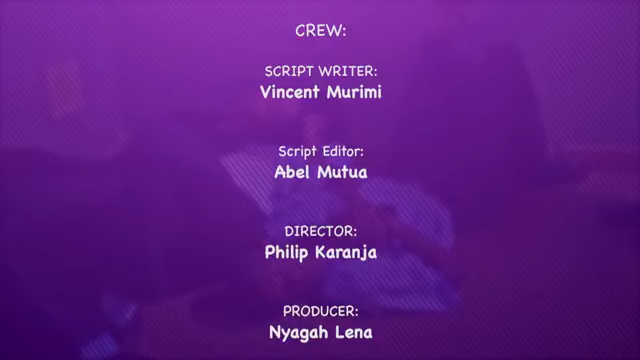 CREW:
SCRIPT WRITER:
Vincent Murimi
Script Editor:
Abel Mutua
DIRECTOR:
Philip Karanja
PRODUCER:
Nyagah Lena